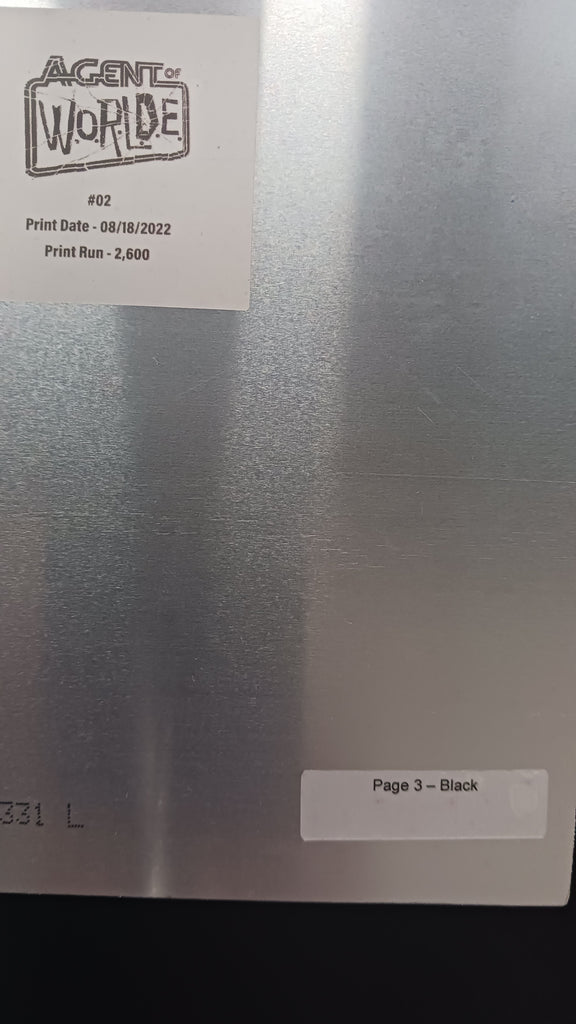 AGENT OF
W.O.R.L.D.E.
#02
Print Date - 08/18/2022
Print Run - 2,600
331 L
Page 3 – Black